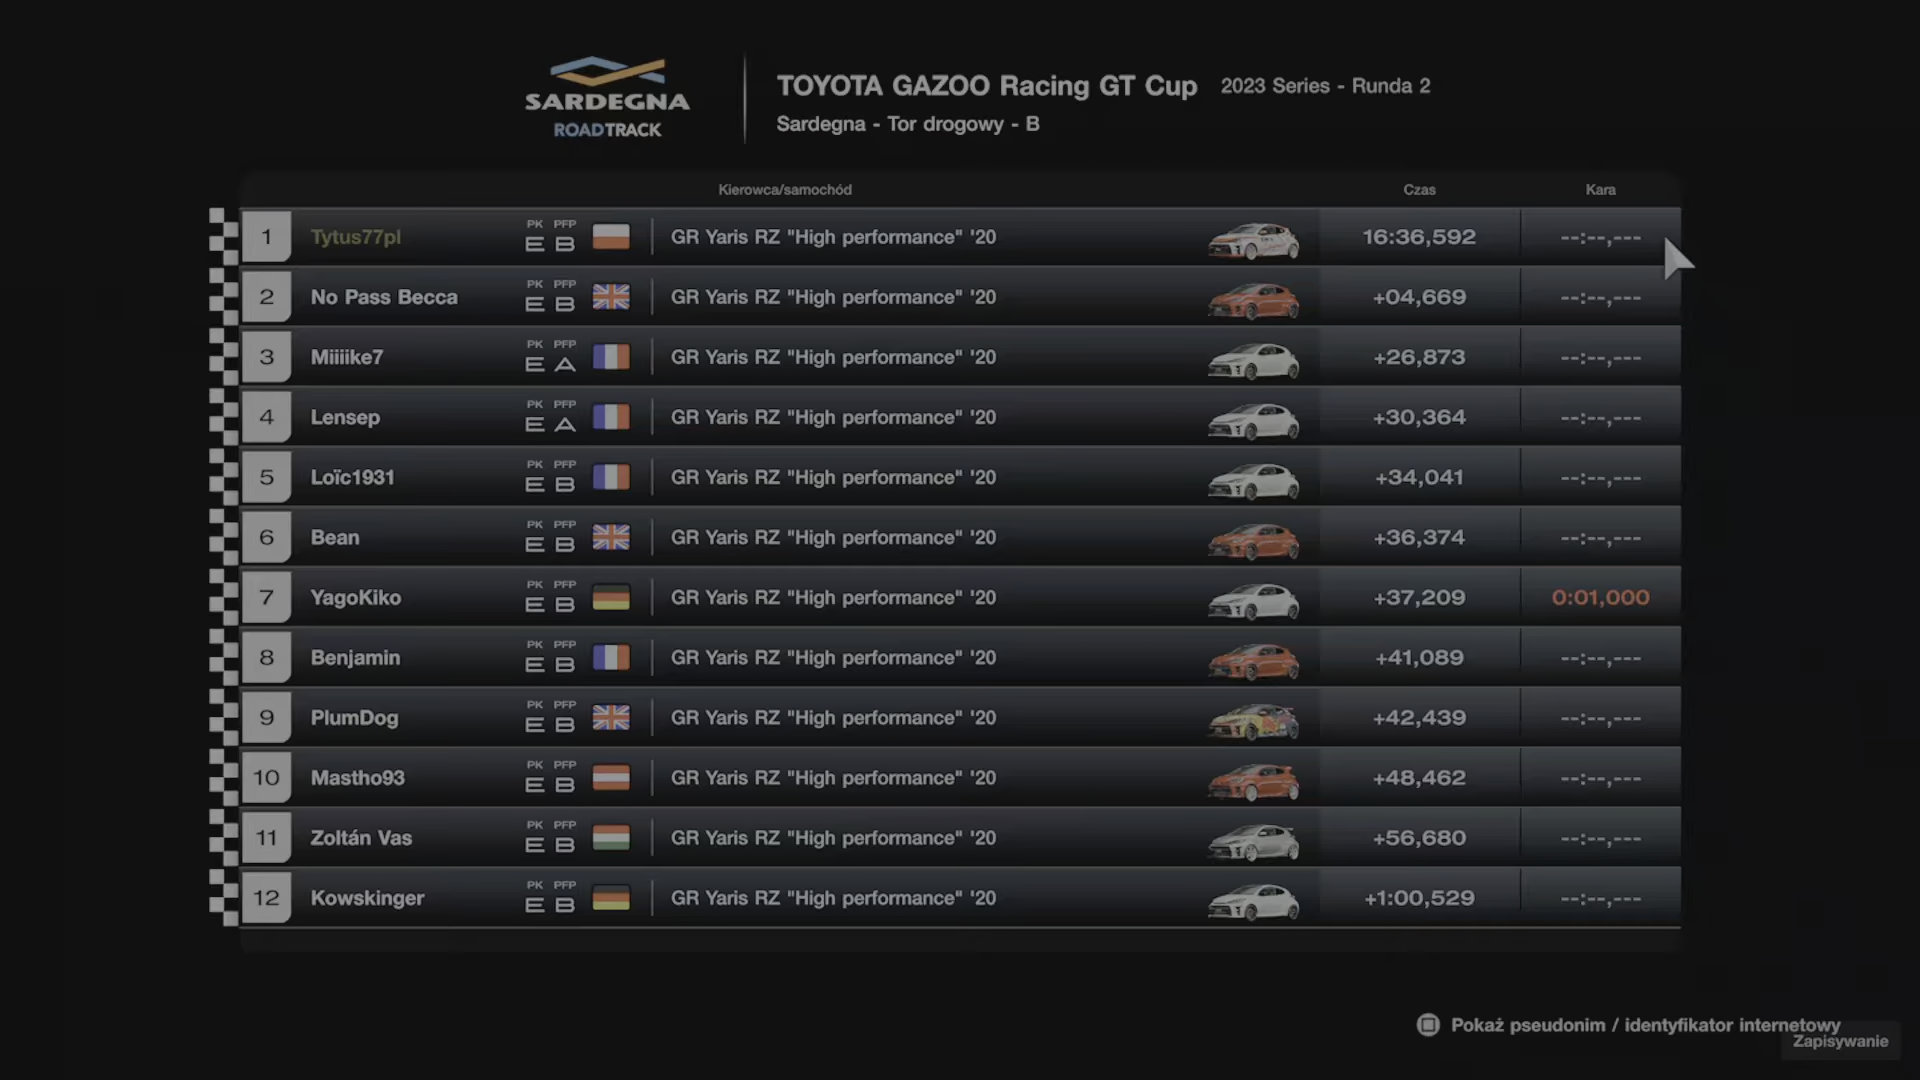 SARDEGNA
ROADTRACK
TOYOTA GAZOO Racing GT Cup 2023 Series - Runda 2
Sardegna - Tor drogowy - B
Kierowca/samochód Czas Kara
1 Tytus77pl PK E PFP B GR Yaris RZ "High performance" '20 16:36,592 --:--,---
2 No Pass Becca PK E PFP B GR Yaris RZ "High performance" '20 +04,669 --:--,---
3 Miiiike7 PK E PFP A GR Yaris RZ "High performance" '20 +26,873 --:--,---
4 Lensep PK E PFP A GR Yaris RZ "High performance" '20 +30,364 --:--,---
5 Loïc1931 PK E PFP B GR Yaris RZ "High performance" '20 +34,041 --:--,---
6 Bean PK E PFP B GR Yaris RZ "High performance" '20 +36,374 --:--,---
7 YagoKiko PK E PFP B GR Yaris RZ "High performance" '20 +37,209 0:01,000
8 Benjamin PK E PFP B GR Yaris RZ "High performance" '20 +41,089 --:--,---
9 PlumDog PK E PFP B GR Yaris RZ "High performance" '20 +42,439 --:--,---
10 Mastho93 PK E PFP B GR Yaris RZ "High performance" '20 +48,462 --:--,---
11 Zoltán Vas PK E PFP B GR Yaris RZ "High performance" '20 +56,680 --:--,---
12 Kowskinger PK E PFP B GR Yaris RZ "High performance" '20 +1:00,529 --:--,---
Pokaż pseudonim / identyfikator internetowy
Zapisywanie